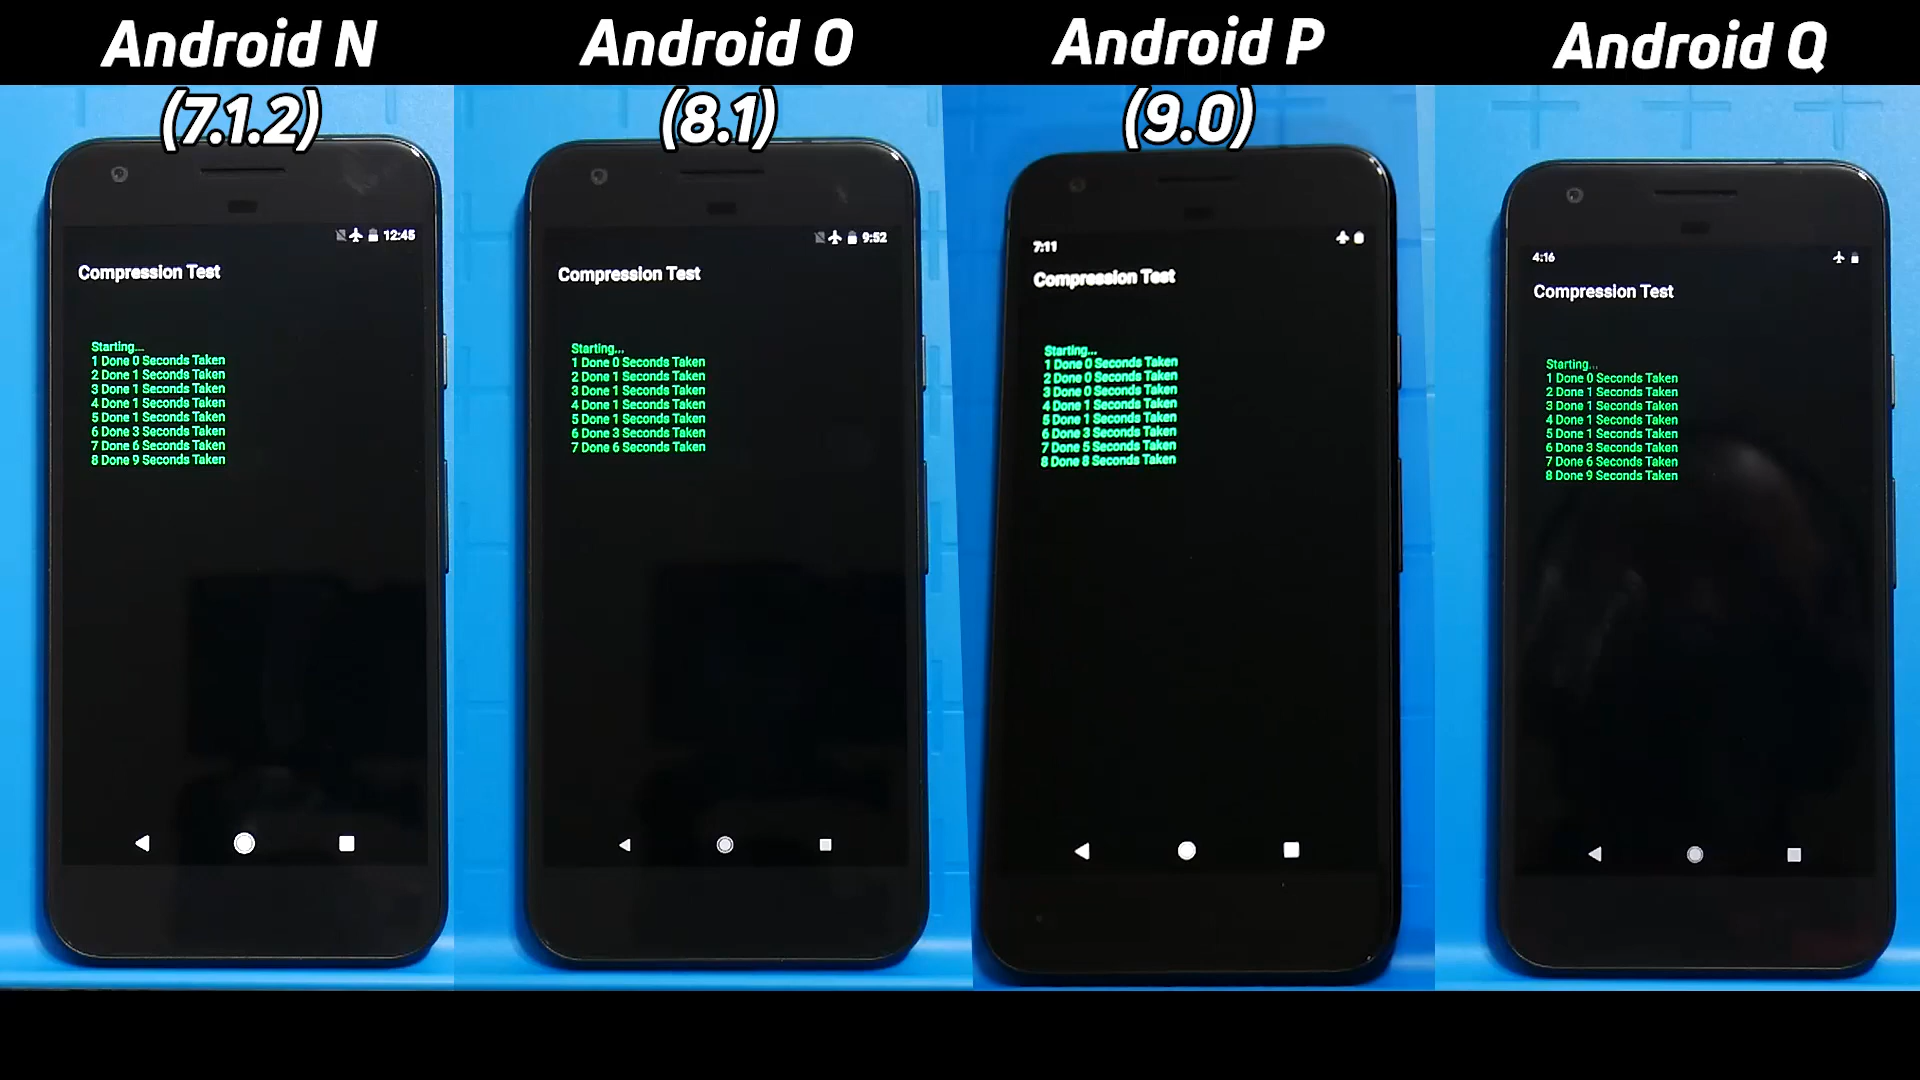 Android N
(7.1.2)
12:45
Compression Test
Starting...
1 Done 0 Seconds Taken
2 Done 1 Seconds Taken
3 Done 1 Seconds Taken
4 Done 1 Seconds Taken
5 Done 1 Seconds Taken
6 Done 3 Seconds Taken
7 Done 6 Seconds Taken
8 Done 9 Seconds Taken
Android O
(8.1)
9:52
Compression Test
Starting...
1 Done 0 Seconds Taken
2 Done 1 Seconds Taken
3 Done 1 Seconds Taken
4 Done 1 Seconds Taken
5 Done 1 Seconds Taken
6 Done 3 Seconds Taken
7 Done 6 Seconds Taken
Android P
(9.0)
7:11
Compression Test
Starting...
1 Done 0 Seconds Taken
2 Done 0 Seconds Taken
3 Done 0 Seconds Taken
4 Done 1 Seconds Taken
5 Done 1 Seconds Taken
6 Done 3 Seconds Taken
7 Done 5 Seconds Taken
8 Done 8 Seconds Taken
Android Q
4:16
Compression Test
Starting...
1 Done 0 Seconds Taken
2 Done 1 Seconds Taken
3 Done 1 Seconds Taken
4 Done 1 Seconds Taken
5 Done 1 Seconds Taken
6 Done 3 Seconds Taken
7 Done 6 Seconds Taken
8 Done 9 Seconds Taken